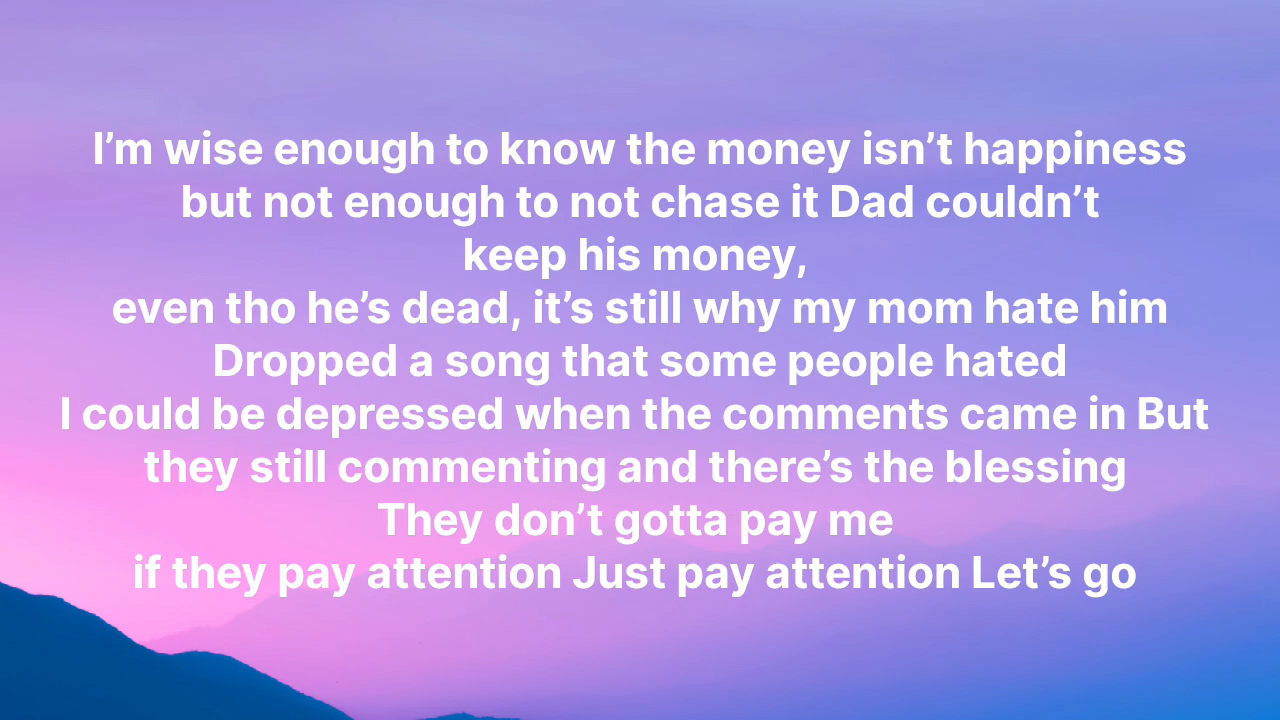 I’m wise enough to know the money isn’t happiness
but not enough to not chase it Dad couldn’t
keep his money,
even tho he’s dead, it’s still why my mom hate him
Dropped a song that some people hated
I could be depressed when the comments came in But
they still commenting and there’s the blessing
They don’t gotta pay me
if they pay attention Just pay attention Let’s go